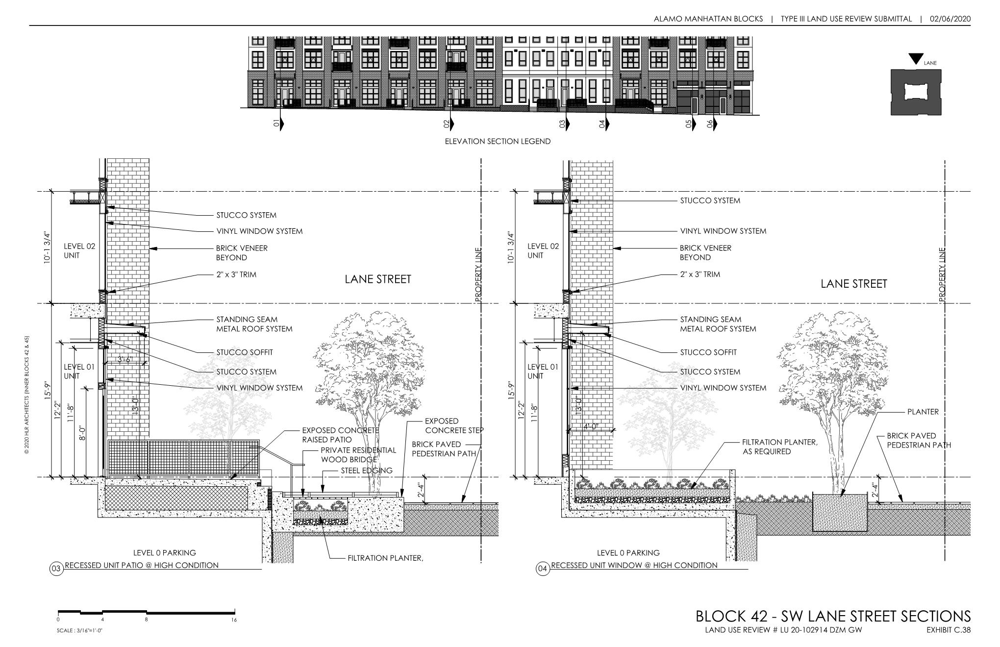 ALAMO MANHATTAN BLOCKS | TYPE III LAND USE REVIEW SUBMITTAL | 02/06/2020
LANE
01
02
03
04
05
06
ELEVATION SECTION LEGEND
10'-1 3/4"
15'-9"
12'-2"
11'-8"
8'-0"
LEVEL 02
UNIT
LEVEL 01
UNIT
3'-6"
13'-0"
STUCCO SYSTEM
VINYL WINDOW SYSTEM
BRICK VENEER
BEYOND
2" x 3" TRIM
LANE STREET
PROPERTY LINE
STANDING SEAM
METAL ROOF SYSTEM
STUCCO SOFFIT
STUCCO SYSTEM
VINYL WINDOW SYSTEM
EXPOSED CONCRETE
RAISED PATIO
PRIVATE RESIDENTIAL
WOOD BRIDGE
STEEL EDGING
EXPOSED
CONCRETE STEP
BRICK PAVED
PEDESTRIAN PATH
2'-4"
FILTRATION PLANTER,
LEVEL 0 PARKING
03 RECESSED UNIT PATIO @ HIGH CONDITION
10'-1 3/4"
15'-9"
12'-2"
11'-8"
LEVEL 02
UNIT
LEVEL 01
UNIT
13'-0"
4'-0"
STUCCO SYSTEM
VINYL WINDOW SYSTEM
BRICK VENEER
BEYOND
2" x 3" TRIM
LANE STREET
PROPERTY LINE
STANDING SEAM
METAL ROOF SYSTEM
STUCCO SOFFIT
STUCCO SYSTEM
VINYL WINDOW SYSTEM
PLANTER
BRICK PAVED
PEDESTRIAN PATH
FILTRATION PLANTER,
AS REQUIRED
2'-4"
LEVEL 0 PARKING
04 RECESSED UNIT WINDOW @ HIGH CONDITION
© 2020 HLR ARCHITECTS (INNER BLOCKS 42 & 45)
0 4 8 16
SCALE : 3/16"=1'-0"
BLOCK 42 - SW LANE STREET SECTIONS
LAND USE REVIEW # LU 20-102914 DZM GW EXHIBIT C.38